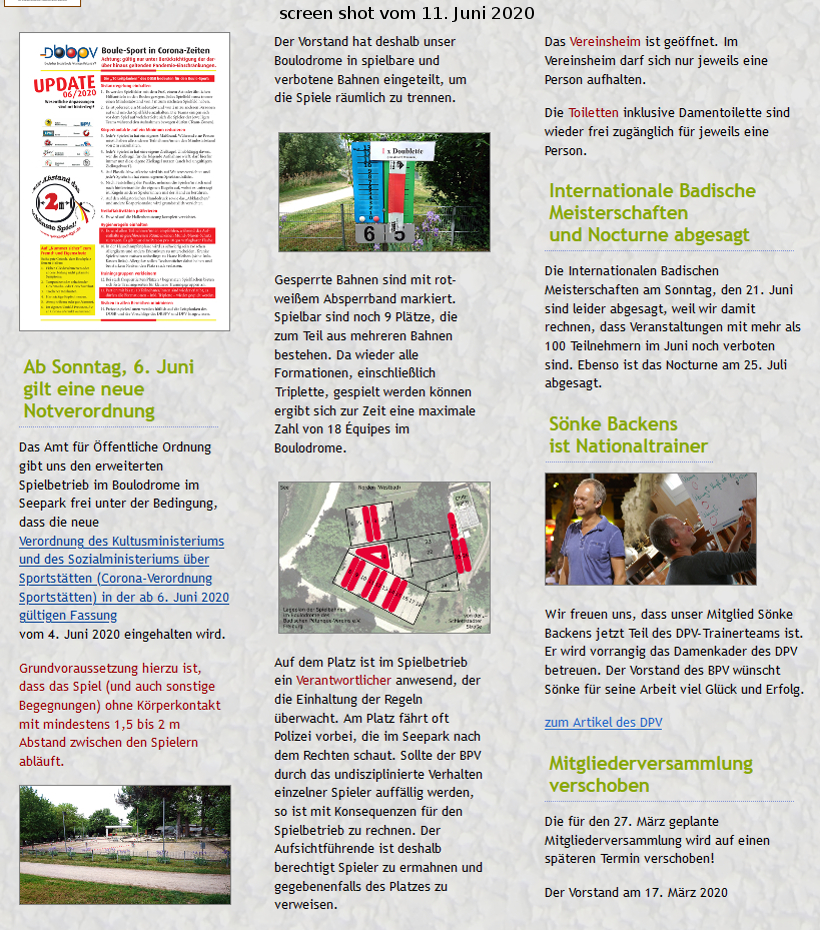 screen shot vom 11. Juni 2020
dbbpv
Boule-Sport in Corona-Zeiten
UPDATE
06/2020
2m
Ab Sonntag, 6. Juni
gilt eine neue
Notverordnung
Das Amt für Öffentliche Ordnung
gibt uns den erweiterten
Spielbetrieb im Boulodrome im
Seepark frei unter der Bedingung,
dass die neue
Verordnung des Kultusministeriums
und des Sozialministeriums über
Sportstätten (Corona-Verordnung
Sportstätten) in der ab 6. Juni 2020
gültigen Fassung
vom 4. Juni 2020 eingehalten wird.
Grundvoraussetzung hierzu ist,
dass das Spiel (und auch sonstige
Begegnungen) ohne Körperkontakt
mit mindestens 1,5 bis 2 m
Abstand zwischen den Spielern
abläuft.
Der Vorstand hat deshalb unser
Boulodrome in spielbare und
verbotene Bahnen eingeteilt, um
die Spiele räumlich zu trennen.
1 x Doublette
6 5
Gesperrte Bahnen sind mit rot-
weißem Absperrband markiert.
Spielbar sind noch 9 Plätze, die
zum Teil aus mehreren Bahnen
bestehen. Da wieder alle
Formationen, einschließlich
Triplette, gespielt werden können
ergibt sich zur Zeit eine maximale
Zahl von 18 Équipes im
Boulodrome.
Auf dem Platz ist im Spielbetrieb
ein Verantwortlicher anwesend, der
die Einhaltung der Regeln
überwacht. Am Platz fährt oft
Polizei vorbei, die im Seepark nach
dem Rechten schaut. Sollte der BPV
durch das undisziplinierte Verhalten
einzelner Spieler auffällig werden,
so ist mit Konsequenzen für den
Spielbetrieb zu rechnen. Der
Aufsichtführende ist deshalb
berechtigt Spieler zu ermahnen und
gegebenenfalls des Platzes zu
verweisen.
Das Vereinsheim ist geöffnet. Im
Vereinsheim darf sich nur jeweils eine
Person aufhalten.
Die Toiletten inklusive Damentoilette sind
wieder frei zugänglich für jeweils eine
Person.
Internationale Badische
Meisterschaften
und Nocturne abgesagt
Die Internationalen Badischen
Meisterschaften am Sonntag, den 21. Juni
sind leider abgesagt, weil wir damit
rechnen, dass Veranstaltungen mit mehr als
100 Teilnehmern im Juni noch verboten
sind. Ebenso ist das Nocturne am 25. Juli
abgesagt.
Sönke Backens
ist Nationaltrainer
Wir freuen uns, dass unser Mitglied Sönke
Backens jetzt Teil des DPV-Trainerteams ist.
Er wird vorrangig das Damenkader des DPV
betreuen. Der Vorstand des BPV wünscht
Sönke für seine Arbeit viel Glück und Erfolg.
zum Artikel des DPV
Mitgliederversammlung
verschoben
Die für den 27. März geplante
Mitgliederversammlung wird auf einen
späteren Termin verschoben!
Der Vorstand am 17. März 2020